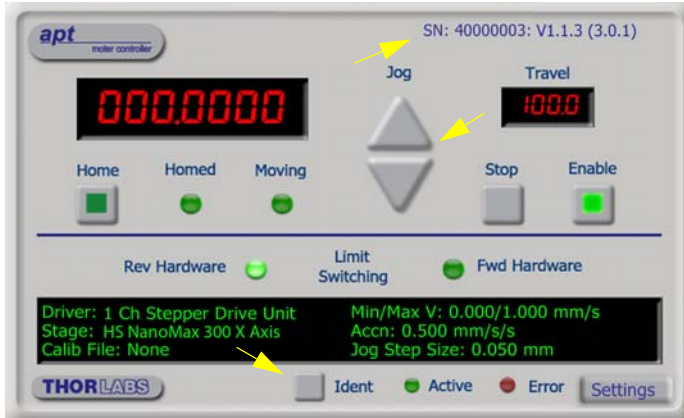 apt
moter controller
SN: 40000003: V1.1.3 (3.0.1)
Jog
Travel
000.0000
100.0
Home
Homed
Moving
Stop
Enable
Rev Hardware
Limit
Switching
Fwd Hardware
Driver: 1 Ch Stepper Drive Unit
Stage: HS NanoMax 300 X Axis
Calib File: None
Min/Max V: 0.000/1.000 mm/s
Accn: 0.500 mm/s/s
Jog Step Size: 0.050 mm
THORLABS
Ident
Active
Error
Settings